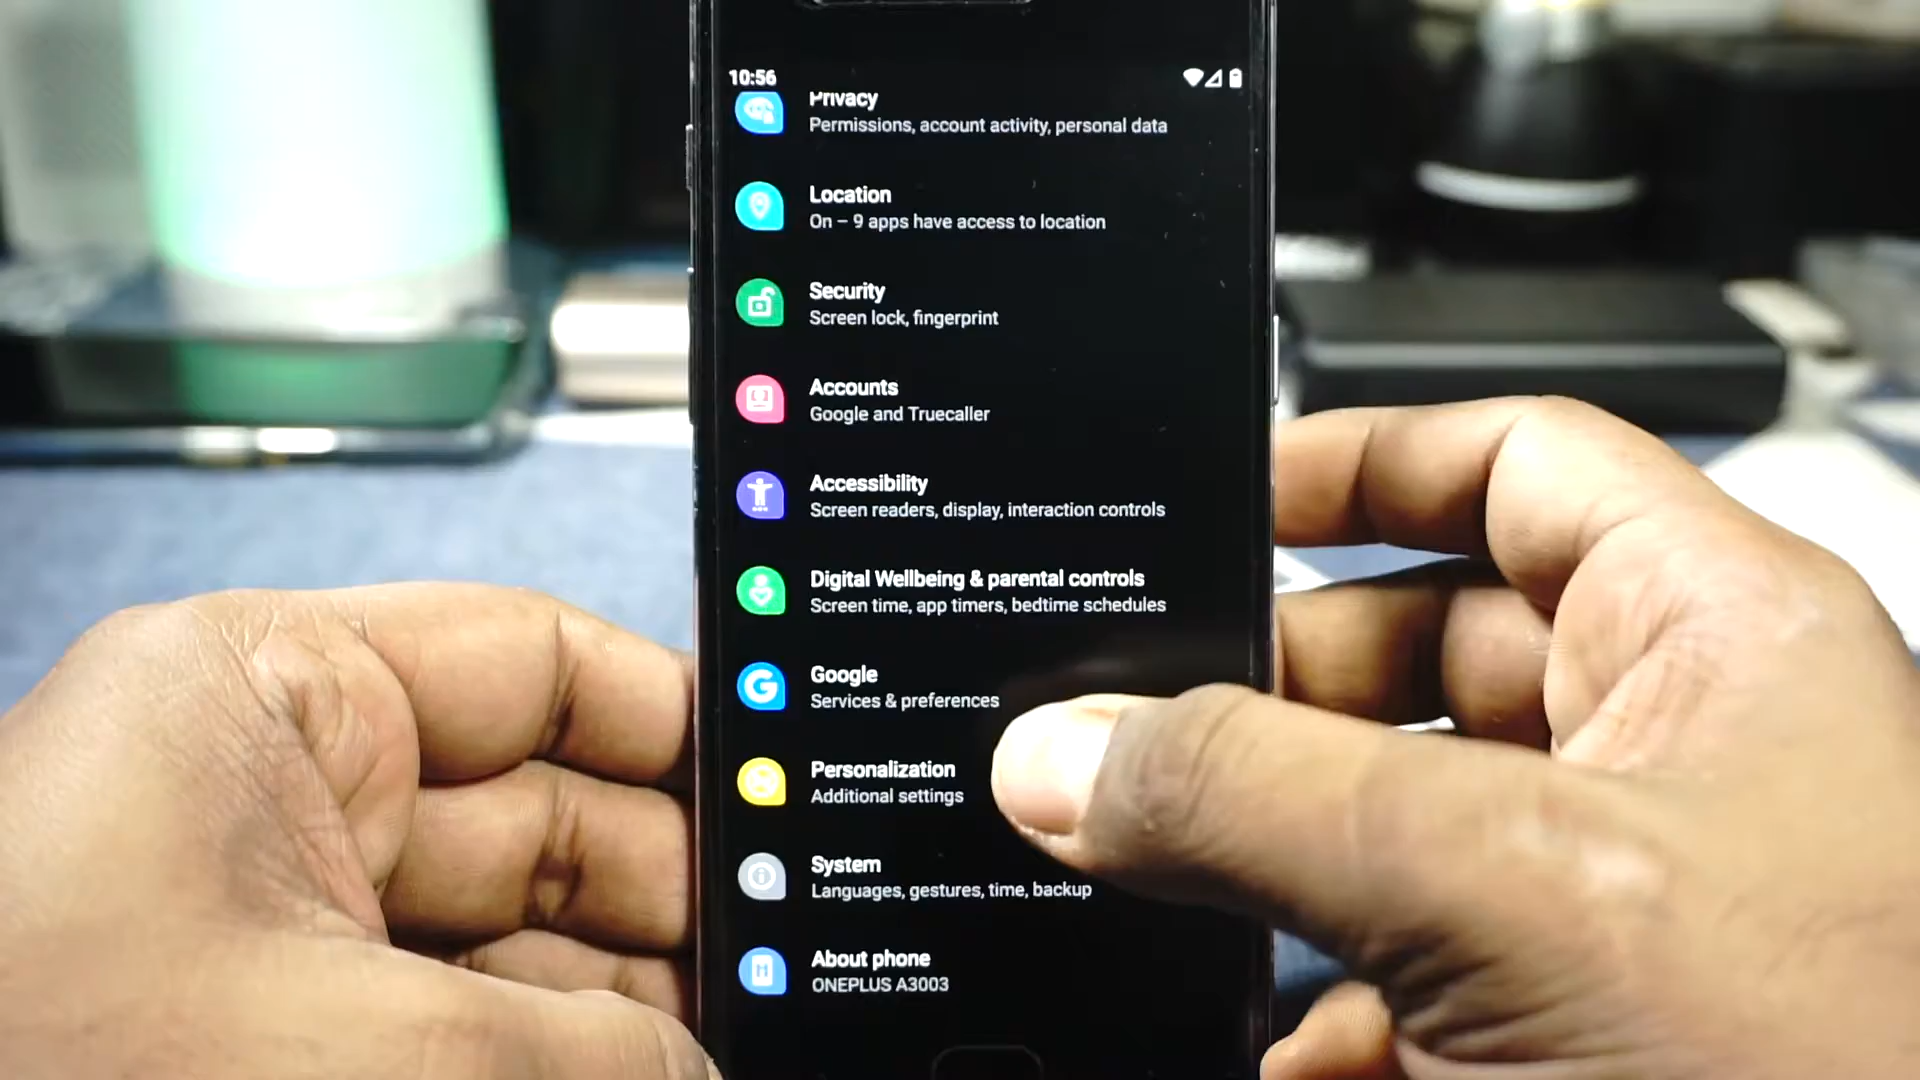 10:56
Privacy
Permissions, account activity, personal data
Location
On – 9 apps have access to location
Security
Screen lock, fingerprint
Accounts
Google and Truecaller
Accessibility
Screen readers, display, interaction controls
Digital Wellbeing & parental controls
Screen time, app timers, bedtime schedules
Google
Services & preferences
Personalization
Additional settings
System
Languages, gestures, time, backup
About phone
ONEPLUS A3003